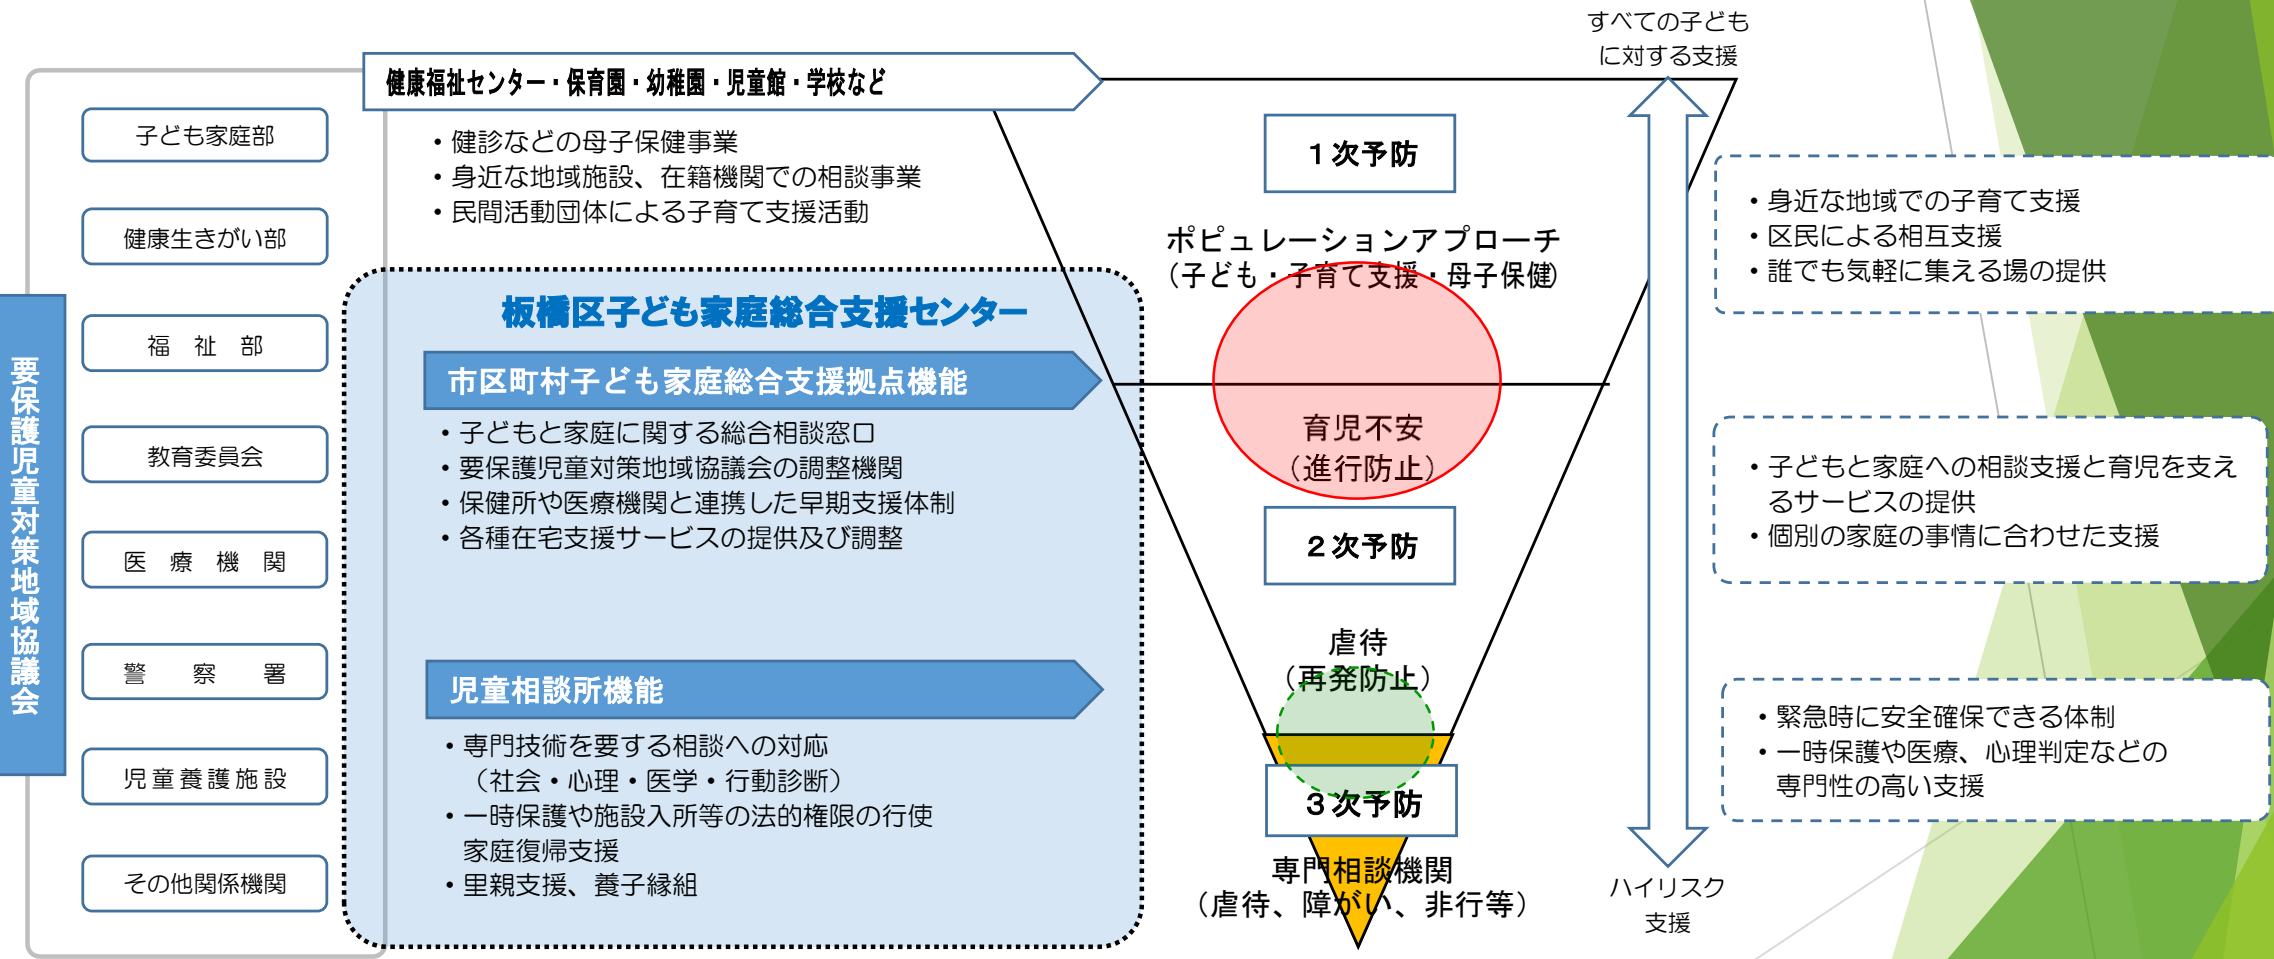 要保護児童対策地域協議会
子ども家庭部
健康生きがい部
福　祉　部
教育委員会
医　療　機　関
警　　察　　署
児童養護施設
その他関係機関
健康福祉センター・保育園・幼稚園・児童館・学校など
・健診などの母子保健事業
・身近な地域施設、在籍機関での相談事業
・民間活動団体による子育て支援活動
板橋区子ども家庭総合支援センター
市区町村子ども家庭総合支援拠点機能
・子どもと家庭に関する総合相談窓口
・要保護児童対策地域協議会の調整機関
・保健所や医療機関と連携した早期支援体制
・各種在宅支援サービスの提供及び調整
児童相談所機能
・専門技術を要する相談への対応
（社会・心理・医学・行動診断）
・一時保護や施設入所等の法的権限の行使
家庭復帰支援
・里親支援、養子縁組
１次予防
ポピュレーションアプローチ
（子ども・子育て支援・母子保健）
育児不安
（進行防止）
２次予防
虐待
（再発防止）
３次予防
専門相談機関
（虐待、障がい、非行等）
すべての子ども
に対する支援
ハイリスク
支援
・身近な地域での子育て支援
・区民による相互支援
・誰でも気軽に集える場の提供
・子どもと家庭への相談支援と育児を支え
るサービスの提供
・個別の家庭の事情に合わせた支援
・緊急時に安全確保できる体制
・一時保護や医療、心理判定などの
専門性の高い支援